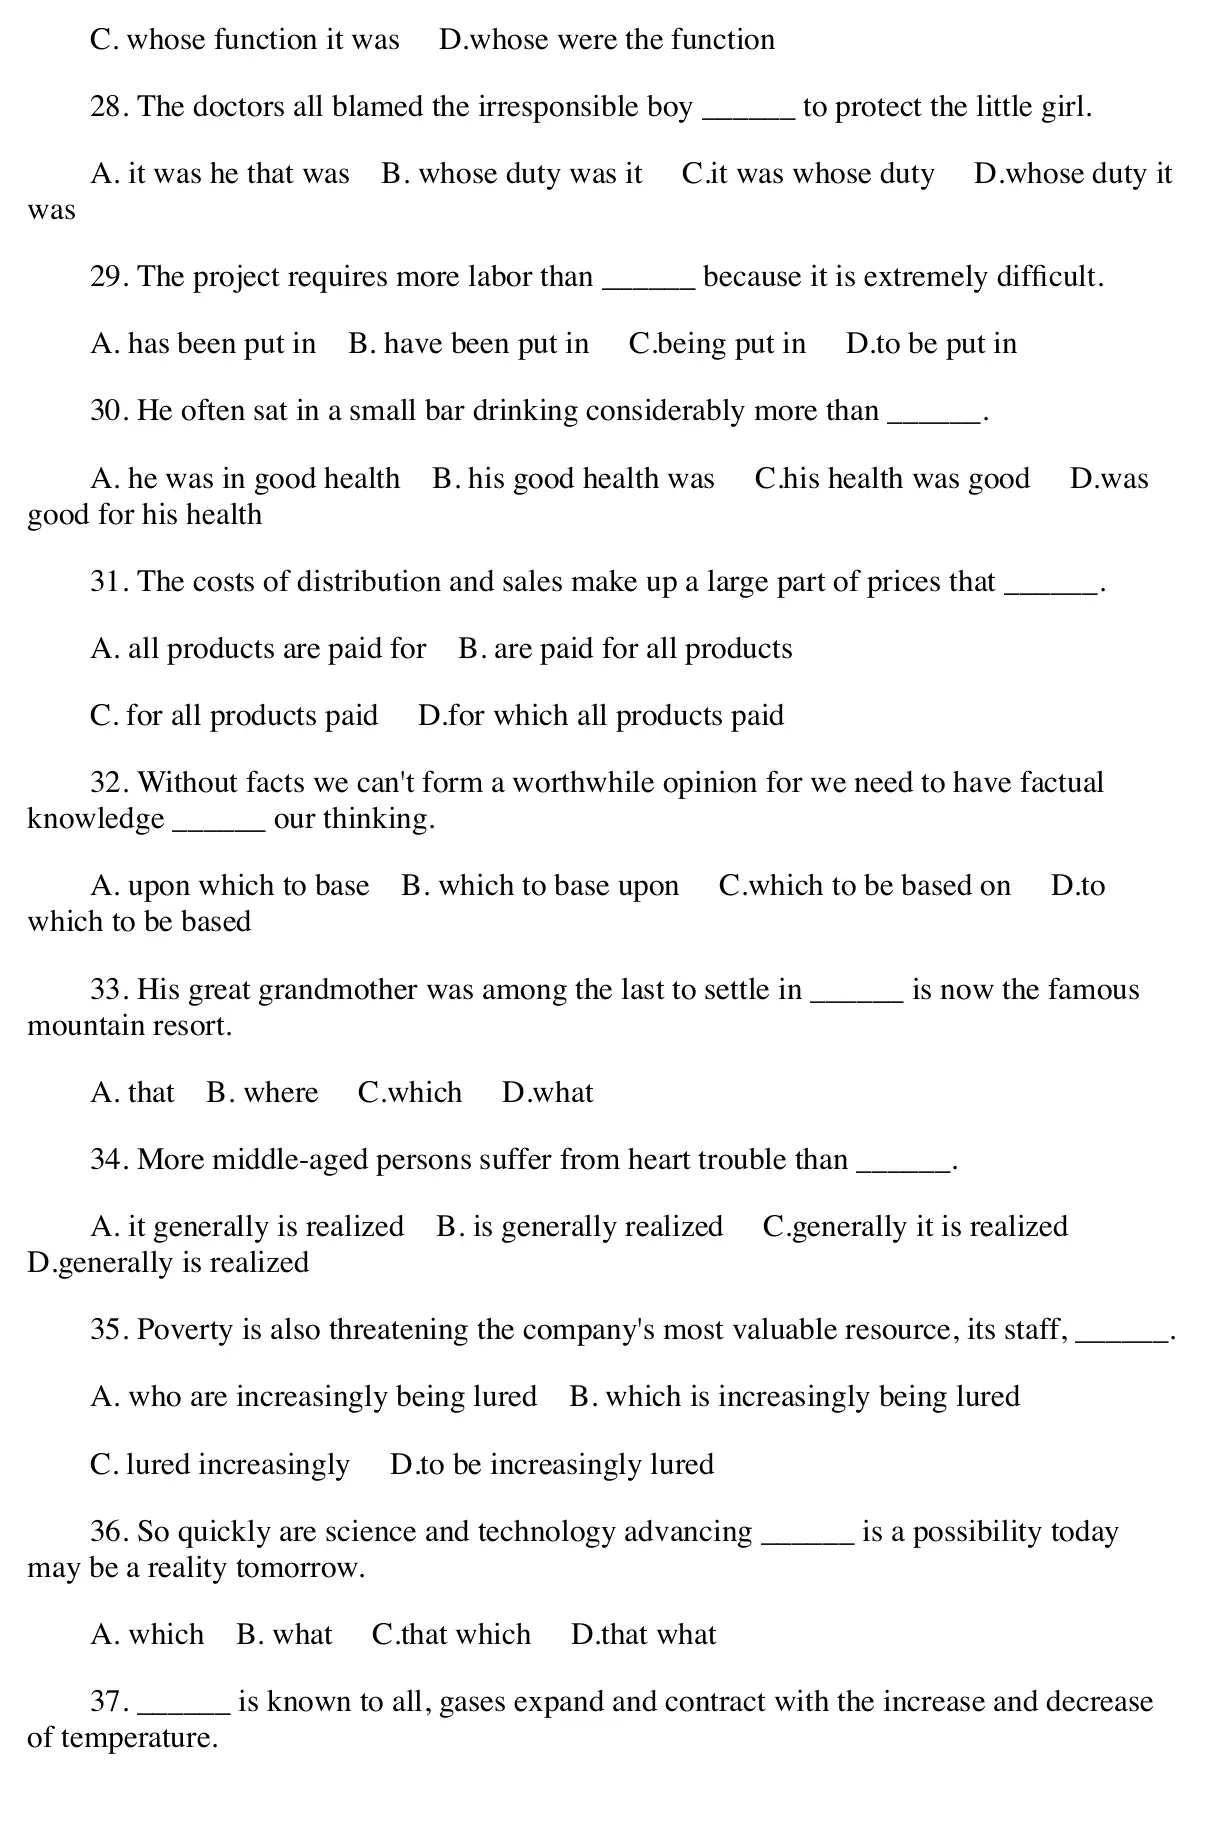 C. whose function it was D.whose were the function
28. The doctors all blamed the irresponsible boy ______ to protect the little girl.
A. it was he that was B. whose duty was it C.it was whose duty D.whose duty it
was
29. The project requires more labor than ______ because it is extremely difficult.
A. has been put in B. have been put in C.being put in D.to be put in
30. He often sat in a small bar drinking considerably more than ______.
A. he was in good health B. his good health was C.his health was good D.was
good for his health
31. The costs of distribution and sales make up a large part of prices that ______.
A. all products are paid for B. are paid for all products
C. for all products paid D.for which all products paid
32. Without facts we can't form a worthwhile opinion for we need to have factual
knowledge ______ our thinking.
A. upon which to base B. which to base upon C.which to be based on D.to
which to be based
33. His great grandmother was among the last to settle in ______ is now the famous
mountain resort.
A. that B. where C.which D.what
34. More middle-aged persons suffer from heart trouble than ______.
A. it generally is realized B. is generally realized C.generally it is realized
D.generally is realized
35. Poverty is also threatening the company's most valuable resource, its staff, ______.
A. who are increasingly being lured B. which is increasingly being lured
C. lured increasingly D.to be increasingly lured
36. So quickly are science and technology advancing ______ is a possibility today
may be a reality tomorrow.
A. which B. what C.that which D.that what
37. ______ is known to all, gases expand and contract with the increase and decrease
of temperature.